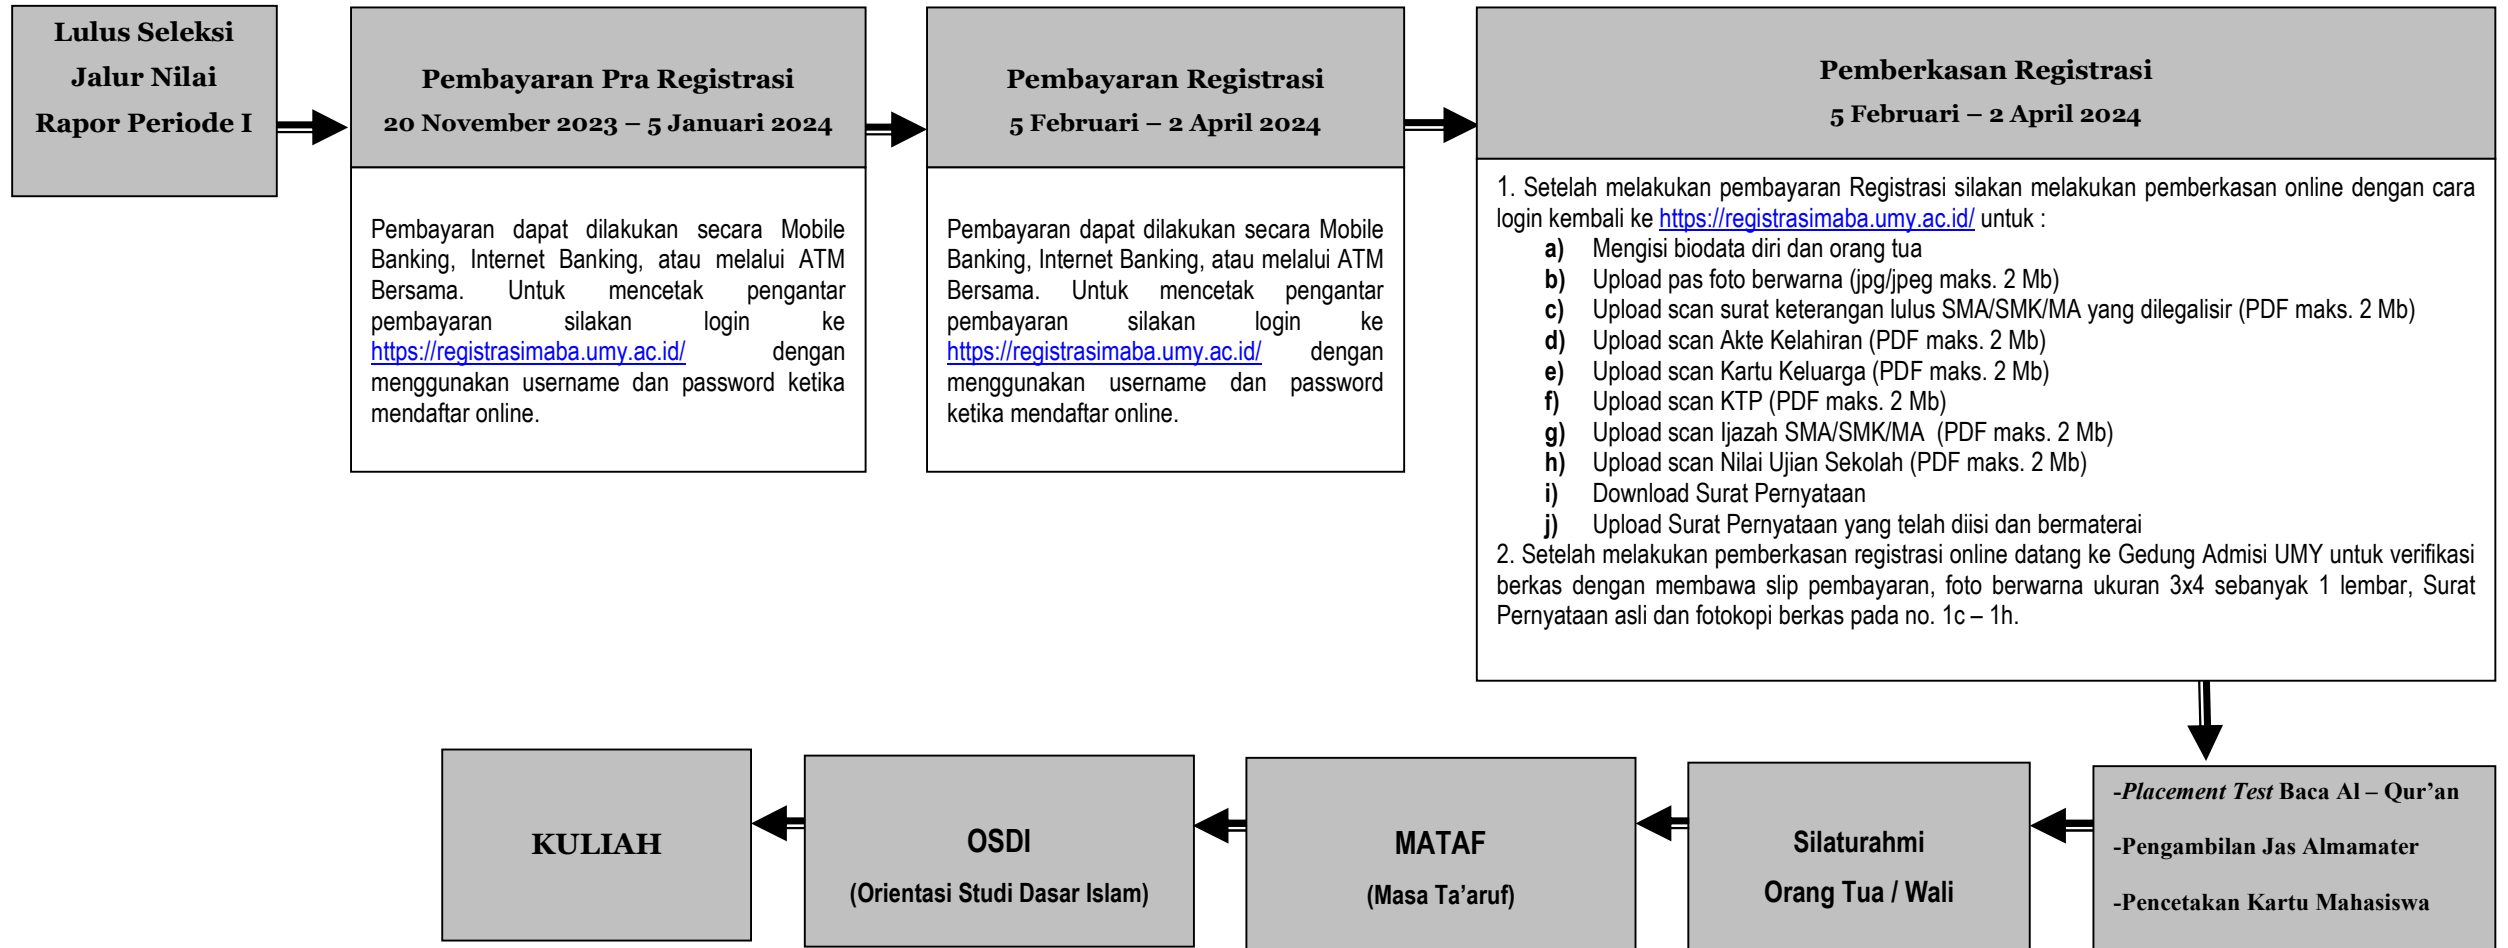 Lulus Seleksi
Jalur Nilai
Rapor Periode I
Pembayaran Pra Registrasi
20 November 2023 – 5 Januari 2024
Pembayaran dapat dilakukan secara Mobile
Banking, Internet Banking, atau melalui ATM
Bersama. Untuk mencetak pengantar
pembayaran silakan login ke
https://registrasimaba.umy.ac.id/ dengan
menggunakan username dan password ketika
mendaftar online.
Pembayaran Registrasi
5 Februari – 2 April 2024
Pembayaran dapat dilakukan secara Mobile
Banking, Internet Banking, atau melalui ATM
Bersama. Untuk mencetak pengantar
pembayaran silakan login ke
https://registrasimaba.umy.ac.id/ dengan
menggunakan username dan password
ketika mendaftar online.
Pemberkasan Registrasi
5 Februari – 2 April 2024
1. Setelah melakukan pembayaran Registrasi silakan melakukan pemberkasan online dengan cara
login kembali ke https://registrasimaba.umy.ac.id/ untuk :
a) Mengisi biodata diri dan orang tua
b) Upload pas foto berwarna (jpg/jpeg maks. 2 Mb)
c) Upload scan surat keterangan lulus SMA/SMK/MA yang dilegalisir (PDF maks. 2 Mb)
d) Upload scan Akte Kelahiran (PDF maks. 2 Mb)
e) Upload scan Kartu Keluarga (PDF maks. 2 Mb)
f) Upload scan KTP (PDF maks. 2 Mb)
g) Upload scan Ijazah SMA/SMK/MA (PDF maks. 2 Mb)
h) Upload scan Nilai Ujian Sekolah (PDF maks. 2 Mb)
i) Download Surat Pernyataan
j) Upload Surat Pernyataan yang telah diisi dan bermaterai
2. Setelah melakukan pemberkasan registrasi online datang ke Gedung Admisi UMY untuk verifikasi
berkas dengan membawa slip pembayaran, foto berwarna ukuran 3x4 sebanyak 1 lembar, Surat
Pernyataan asli dan fotokopi berkas pada no. 1c – 1h.
-Placement Test Baca Al – Qur’an
-Pengambilan Jas Almamater
-Pencetakan Kartu Mahasiswa
Silaturahmi
Orang Tua / Wali
MATAF
(Masa Ta’aruf)
OSDI
(Orientasi Studi Dasar Islam)
KULIAH